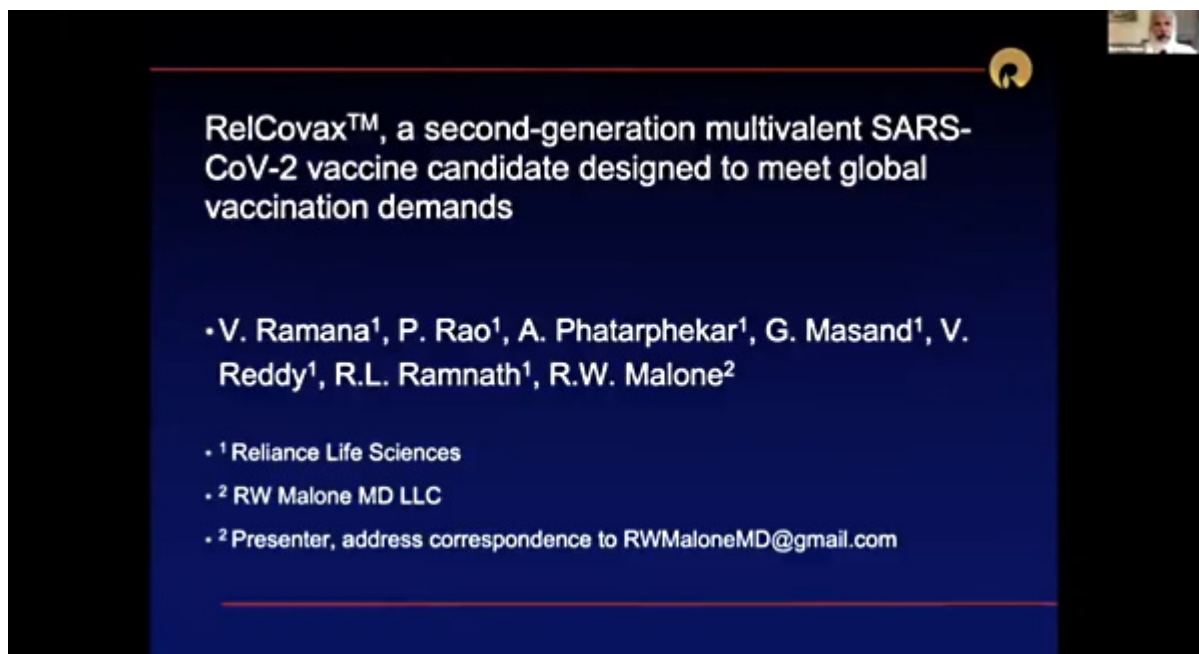 RelCovax™, a second-generation multivalent SARS-
CoV-2 vaccine candidate designed to meet global
vaccination demands
•V. Ramana¹, P. Rao¹, A. Phatarphekar¹, G. Masand¹, V.
Reddy¹, R.L. Ramnath¹, R.W. Malone²
• ¹ Reliance Life Sciences
• ² RW Malone MD LLC
• ² Presenter, address correspondence to RWMaloneMD@gmail.com